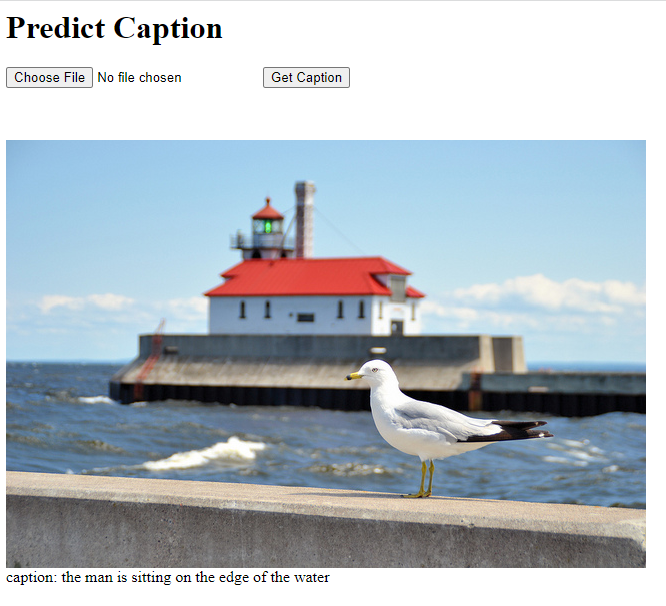 Predict Caption
Choose File No file chosen Get Caption
caption: the man is sitting on the edge of the water